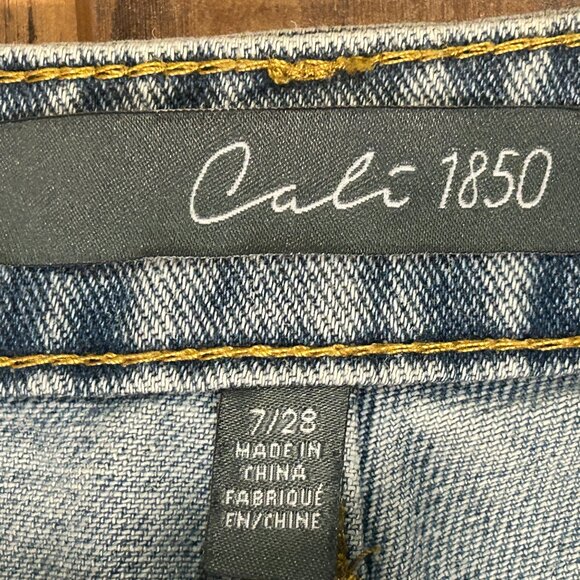 Cali 1850
7/28
MADE IN
CHINA
FABRIQUÉ
EN/CHINE